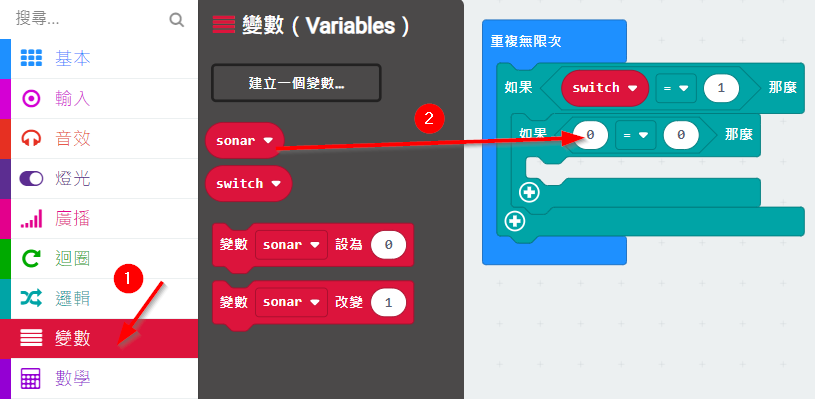 搜尋...
基本
輸入
音效
燈光
廣播
迴圈
邏輯
變數
數學
1
變數（Variables）
建立一個變數...
sonar
switch
變數 sonar 設為 0
變數 sonar 改變 1
2
重複無限次
如果 switch = 1 那麼
如果 0 = 0 那麼